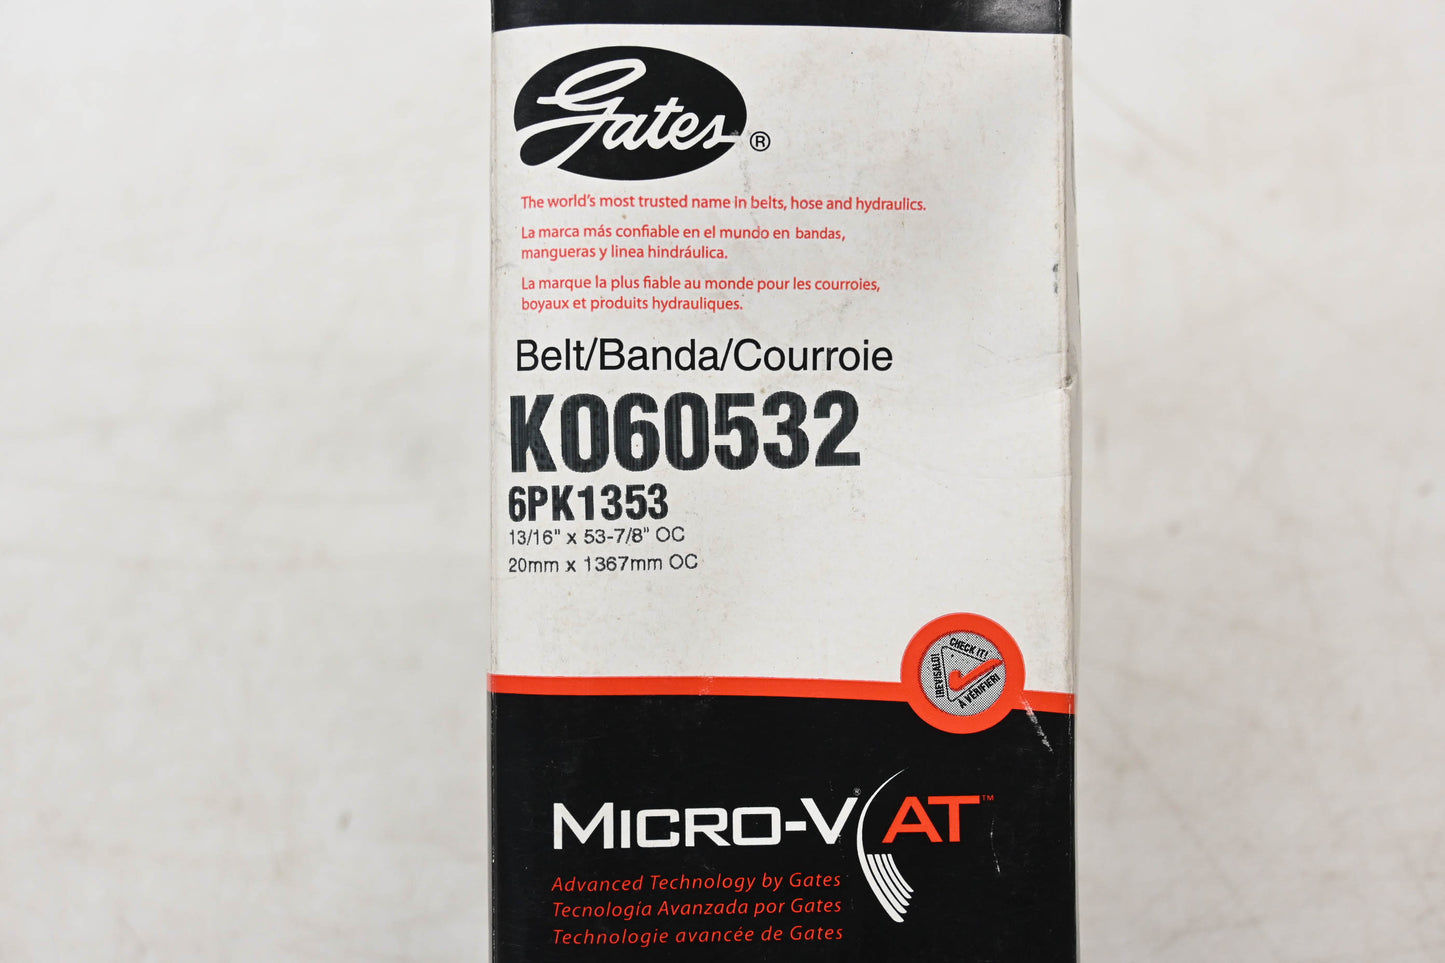 Gates®
The world's most trusted name in belts, hose and hydraulics.
La marca más confiable en el mundo en bandas,
mangueras y linea hindráulica.
La marque la plus fiable au monde pour les courroies,
boyaux et produits hydrauliques.
Belt/Banda/Courroie
K060532
6PK1353
13/16" x 53-7/8" OC
20mm x 1367mm OC
CHECK IT!
¡REVISALO!
À VÉRIFIER!
MICRO-V® AT™
Advanced Technology by Gates
Tecnología Avanzada por Gates
Technologie avancée de Gates